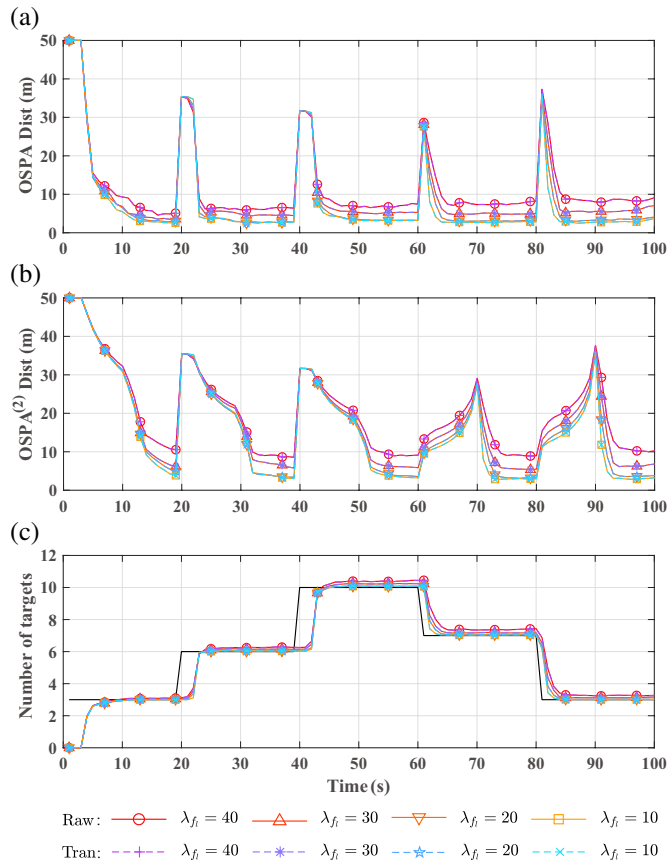 (a)
50
40
30
20
10
0
OSPA Dist (m)
0 10 20 30 40 50 60 70 80 90 100
(b)
50
40
30
20
10
0
OSPA(2) Dist (m)
0 10 20 30 40 50 60 70 80 90 100
(c)
12
10
8
6
4
2
0
Number of targets
0 10 20 30 40 50 60 70 80 90 100
Time (s)
Raw: λfl = 40 λfl = 30 λfl = 20 λfl = 10
Tran: λfl = 40 λfl = 30 λfl = 20 λfl = 10